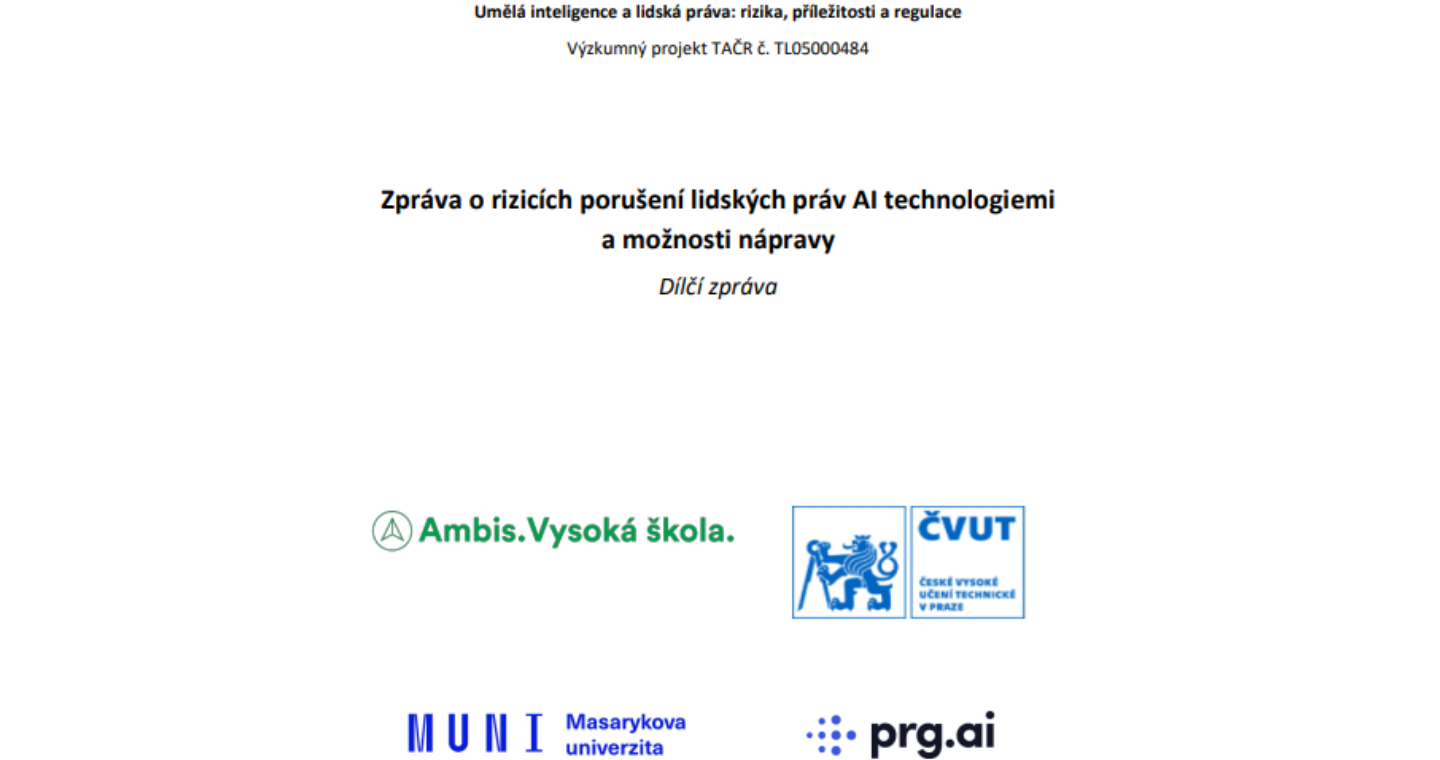 Umělá inteligence a lidská práva: rizika, příležitosti a regulace
Výzkumný projekt TAČR č. TL05000484
Zpráva o rizicích porušení lidských práv AI technologiemi
a možnosti nápravy
Dílčí zpráva
Ambis.Vysoká škola.
ČVUT
ČESKÉ VYSOKÉ
UČENÍ TECHNICKÉ
V PRAZE
MUNI
Masarykova
univerzita
prg.ai